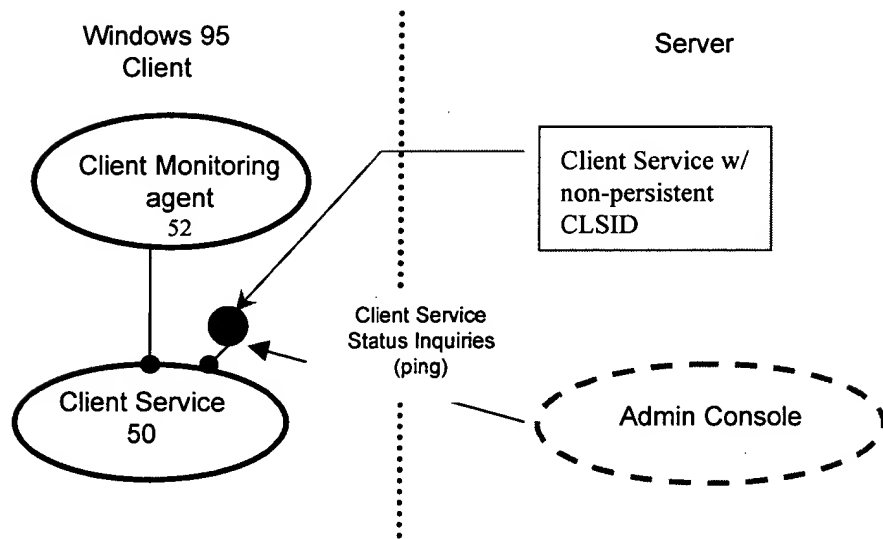 Windows 95
Client
Server
Client Monitoring
agent
52
Client Service w/
non-persistent
CLSID
Client Service
Status Inquiries
(ping)
Client Service
50
Admin Console